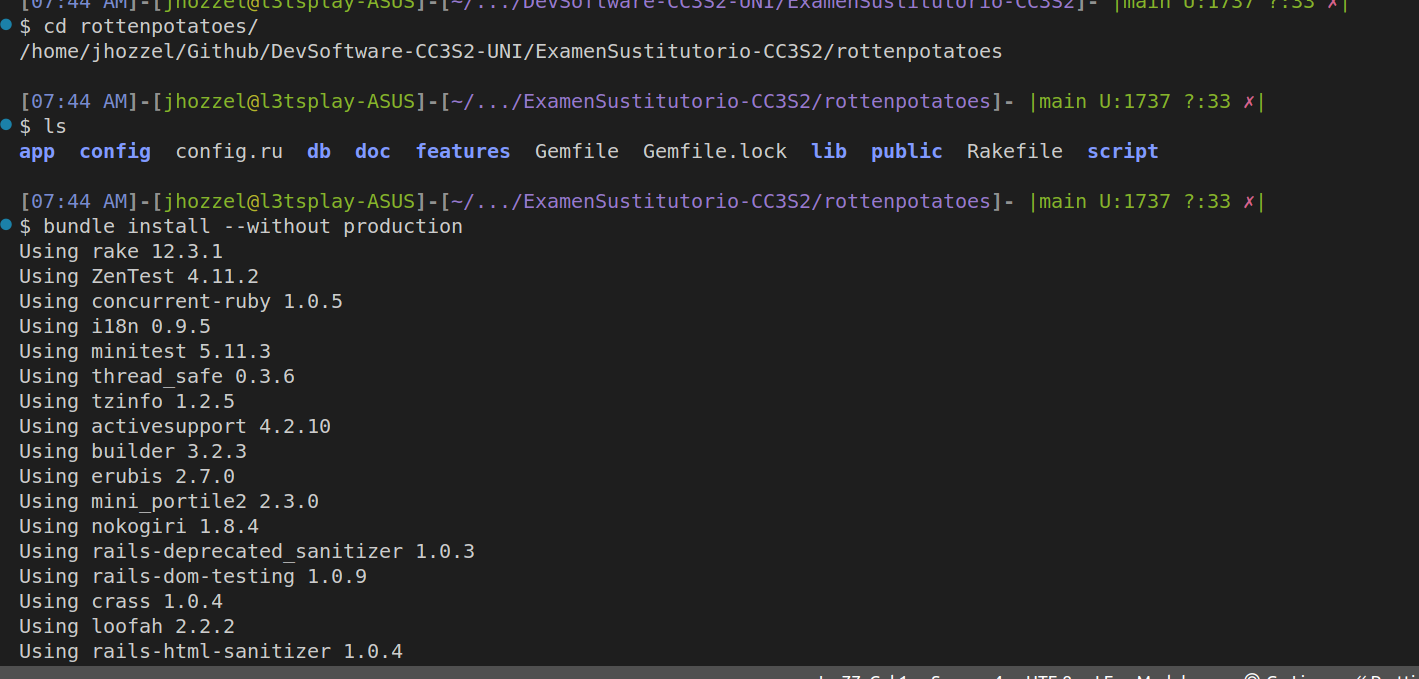 [07:44 AM]-[jhozzel@l3tsplay-ASUS]-[~/.../DevSoftware-CC3S2-UNI/ExamenSustitutorio-CC3S2]- |main U:1737 ?:33 ✗|
$ cd rottenpotatoes/
/home/jhozzel/Github/DevSoftware-CC3S2-UNI/ExamenSustitutorio-CC3S2/rottenpotatoes
[07:44 AM]-[jhozzel@l3tsplay-ASUS]-[~/.../ExamenSustitutorio-CC3S2/rottenpotatoes]- |main U:1737 ?:33 ✗|
$ ls
app config config.ru db doc features Gemfile Gemfile.lock lib public Rakefile script
[07:44 AM]-[jhozzel@l3tsplay-ASUS]-[~/.../ExamenSustitutorio-CC3S2/rottenpotatoes]- |main U:1737 ?:33 ✗|
$ bundle install --without production
Using rake 12.3.1
Using ZenTest 4.11.2
Using concurrent-ruby 1.0.5
Using i18n 0.9.5
Using minitest 5.11.3
Using thread_safe 0.3.6
Using tzinfo 1.2.5
Using activesupport 4.2.10
Using builder 3.2.3
Using erubis 2.7.0
Using mini_portile2 2.3.0
Using nokogiri 1.8.4
Using rails-deprecated_sanitizer 1.0.3
Using rails-dom-testing 1.0.9
Using crass 1.0.4
Using loofah 2.2.2
Using rails-html-sanitizer 1.0.4